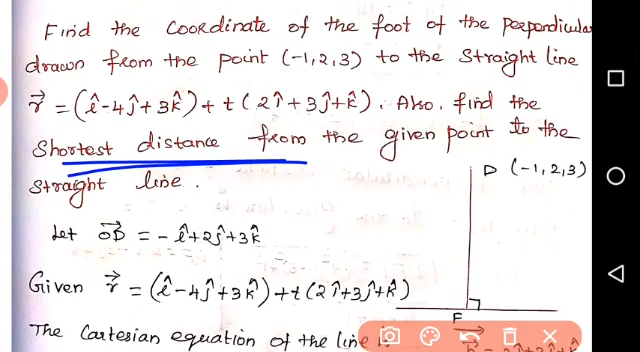 Find the coordinate of the foot of the perpendicular
drawn from the point (-1,2,3) to the straight line
r⃗ = (î-4ĵ+3k̂)+t(2î+3ĵ+k̂). Also, find the
shortest distance from the given point to the
straight line.
D (-1,2,3)
Let OD⃗ = -î+2ĵ+3k̂
Given r⃗ = (î-4ĵ+3k̂)+t(2î+3ĵ+k̂)
F
The Cartesian equation of the line is